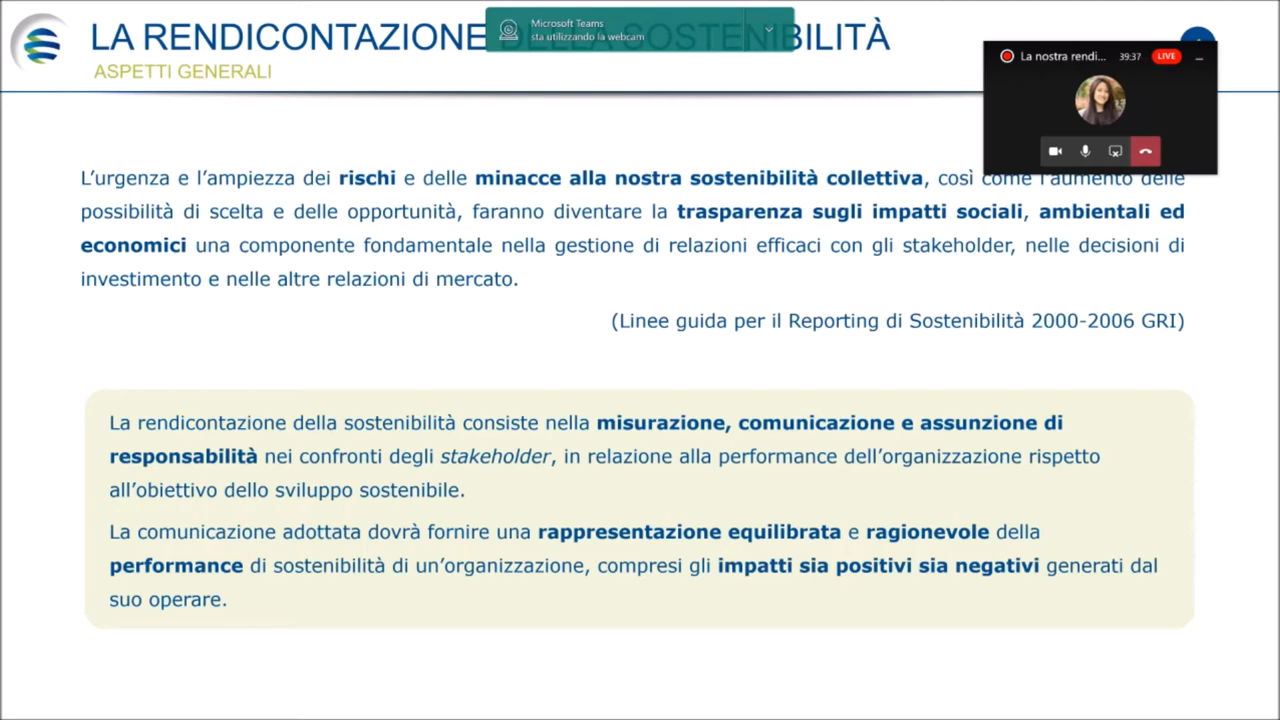 LA RENDICONTAZIONE DELLA SOSTENIBILITÀ
ASPETTI GENERALI
Microsoft Teams
sta utilizzando la webcam
La nostra rendi... 39:37 LIVE
L’urgenza e l’ampiezza dei rischi e delle minacce alla nostra sostenibilità collettiva, così come l’aumento delle
possibilità di scelta e delle opportunità, faranno diventare la trasparenza sugli impatti sociali, ambientali ed
economici una componente fondamentale nella gestione di relazioni efficaci con gli stakeholder, nelle decisioni di
investimento e nelle altre relazioni di mercato.
(Linee guida per il Reporting di Sostenibilità 2000-2006 GRI)
La rendicontazione della sostenibilità consiste nella misurazione, comunicazione e assunzione di
responsabilità nei confronti degli stakeholder, in relazione alla performance dell’organizzazione rispetto
all’obiettivo dello sviluppo sostenibile.
La comunicazione adottata dovrà fornire una rappresentazione equilibrata e ragionevole della
performance di sostenibilità di un’organizzazione, compresi gli impatti sia positivi sia negativi generati dal
suo operare.